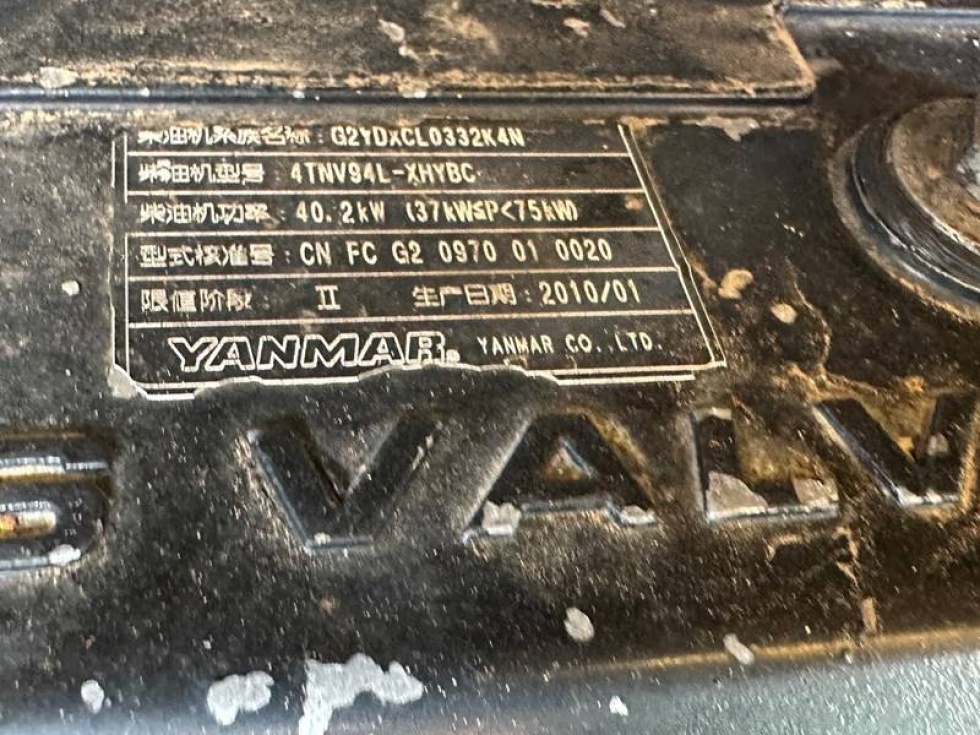 柴油机系族名称: G2YDXCL0332K4N
柴油机型号: 4TNV94L-XHYBC
柴油机功率: 40.2kW (37kW≤P<75kW)
型式核准号: CN FC G2 0970 01 0020
限值阶段: II 生产日期: 2010/01
YANMAR® YANMAR CO.,LTD.
VALV